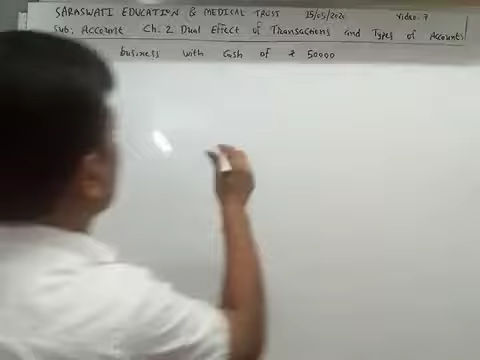 SARASWATI EDUCATION & MEDICAL TRUST 15/05/2020 Video. 7
Sub: Account Ch. 2 Dual Effect of Transactions and Types of Accounts
business with Cash of ₹ 50000